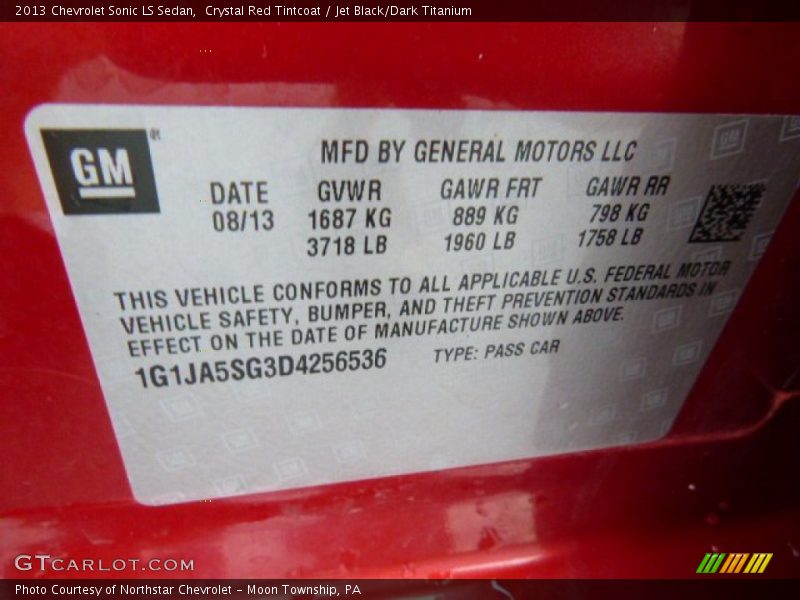 2013 Chevrolet Sonic LS Sedan,  Crystal Red Tintcoat / Jet Black/Dark Titanium
GM®
MFD BY GENERAL MOTORS LLC
DATE GVWR GAWR FRT GAWR RR
08/13 1687 KG 889 KG 798 KG
3718 LB 1960 LB 1758 LB
THIS VEHICLE CONFORMS TO ALL APPLICABLE U.S. FEDERAL MOTOR
VEHICLE SAFETY, BUMPER, AND THEFT PREVENTION STANDARDS IN
EFFECT ON THE DATE OF MANUFACTURE SHOWN ABOVE.
1G1JA5SG3D4256536 TYPE: PASS CAR
GTCARLOT.COM
Photo Courtesy of Northstar Chevrolet - Moon Township, PA